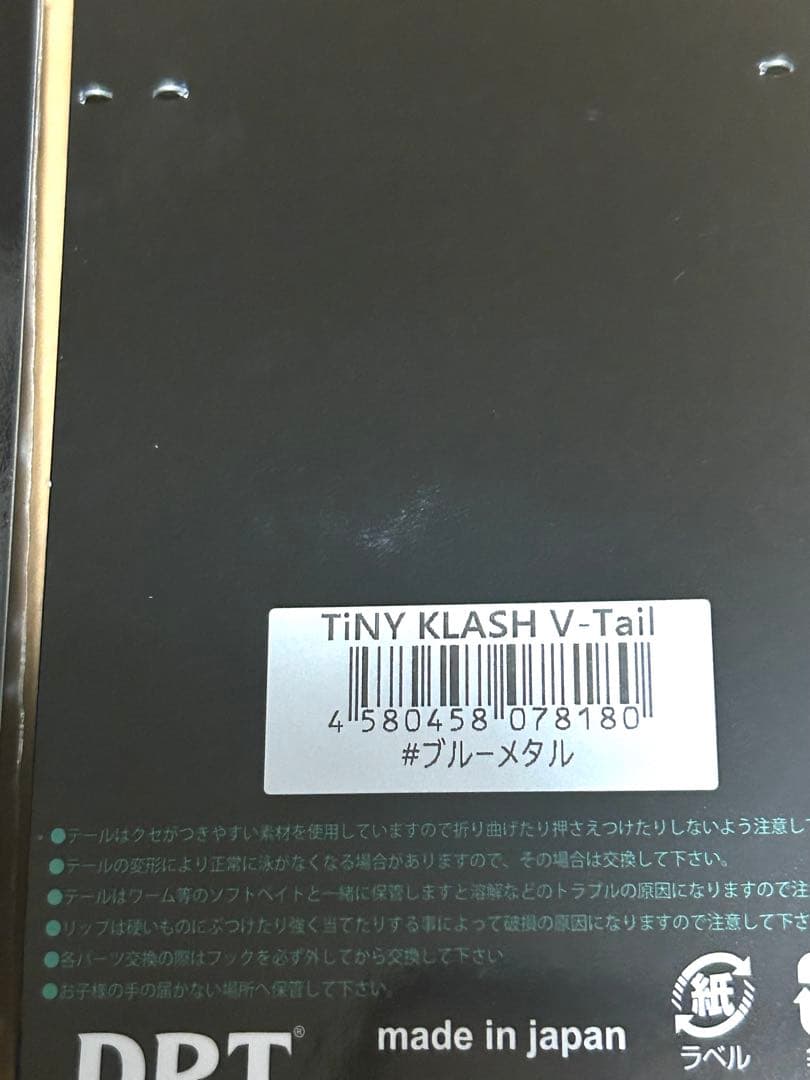 TiNY KLASH V-Tail
4 580458 078180
#ブルーメタル
●テールはクセがつきやすい素材を使用していますので折り曲げたり押さえつけたりしないよう注意し
●テールの変形により正常に泳がなくなる場合がありますので、その場合は交換して下さい。
●テールはワーム等のソフトベイトと一緒に保管しますと溶解などのトラブルの原因になりますので注
●リップは硬いものにぶつけたり強く当てたりする事によって破損の原因になりますので注意して下さ
●各パーツ交換の際はフックを必ず外してから交換して下さい
●お子様の手の届かない場所へ保管して下さい。
DRT®
made in japan
紙
ラベル